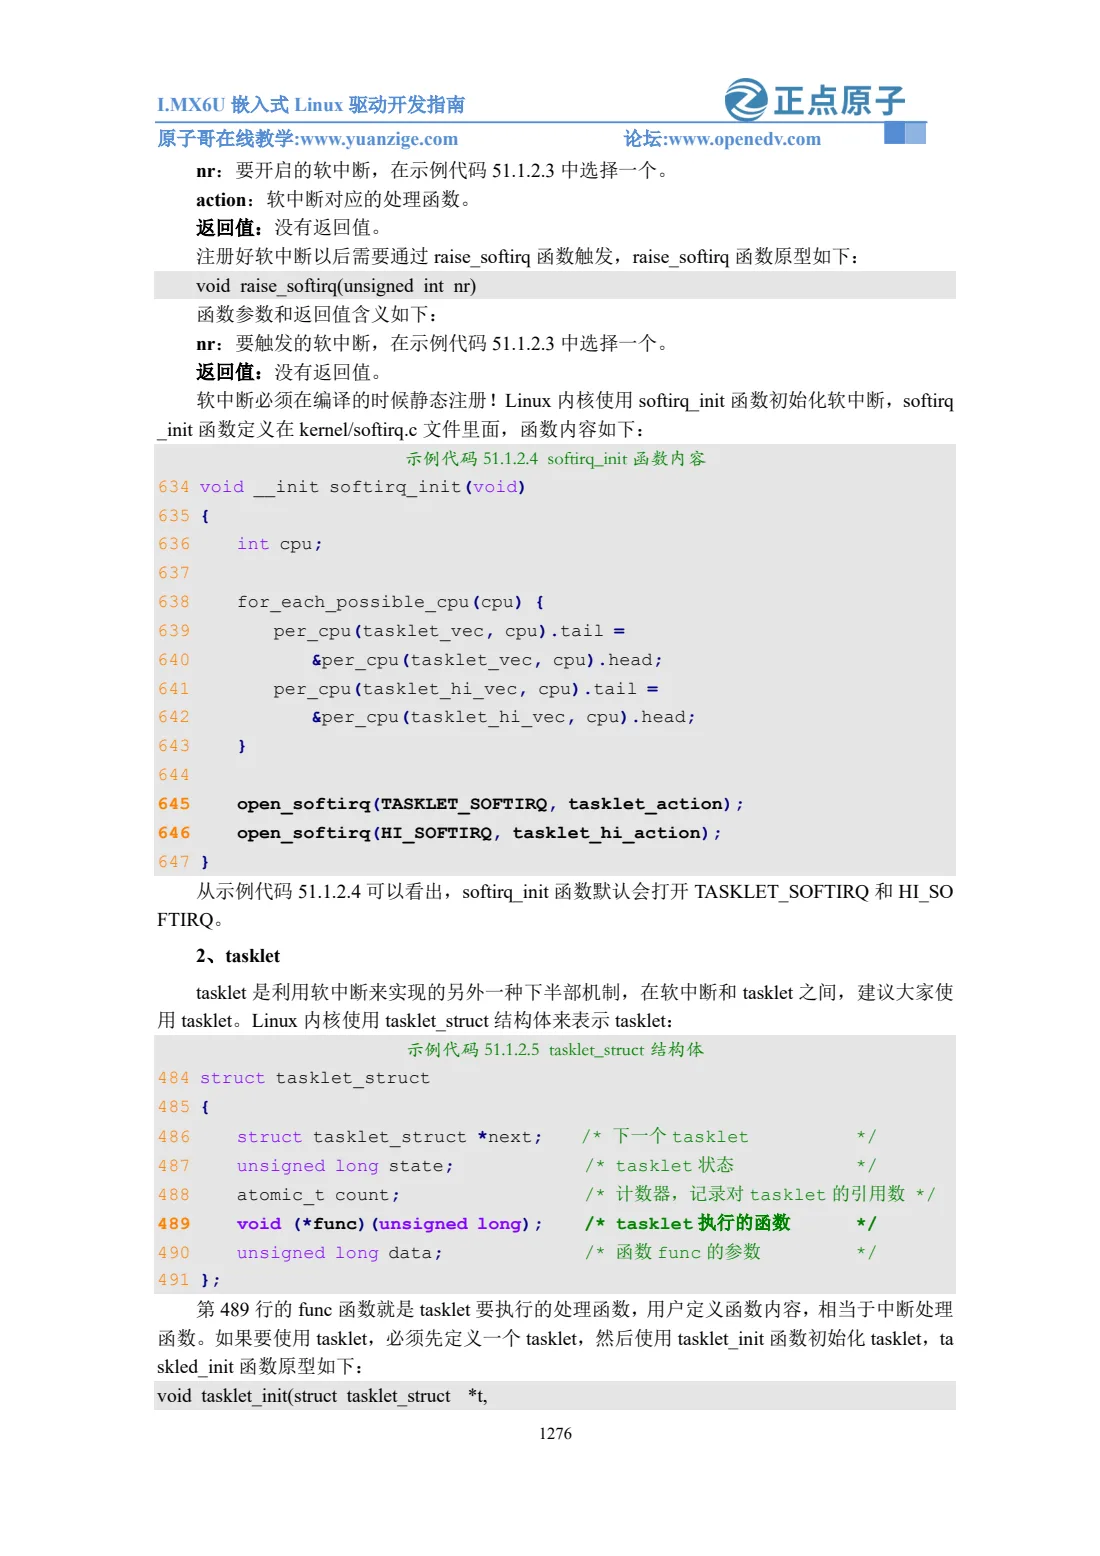 I.MX6U 嵌入式 Linux 驱动开发指南
正点原子
原子哥在线教学:www.yuanzige.com 论坛:www.openedv.com
nr：要开启的软中断，在示例代码 51.1.2.3 中选择一个。
action：软中断对应的处理函数。
返回值：没有返回值。
注册好软中断以后需要通过 raise_softirq 函数触发，raise_softirq 函数原型如下：
void raise_softirq(unsigned int nr)
函数参数和返回值含义如下：
nr：要触发的软中断，在示例代码 51.1.2.3 中选择一个。
返回值：没有返回值。
软中断必须在编译的时候静态注册！Linux 内核使用 softirq_init 函数初始化软中断，softirq
_init 函数定义在 kernel/softirq.c 文件里面，函数内容如下：
示例代码 51.1.2.4 softirq_init 函数内容
634 void __init softirq_init(void)
635 {
636     int cpu;
637
638     for_each_possible_cpu(cpu) {
639         per_cpu(tasklet_vec, cpu).tail =
640             &per_cpu(tasklet_vec, cpu).head;
641         per_cpu(tasklet_hi_vec, cpu).tail =
642             &per_cpu(tasklet_hi_vec, cpu).head;
643     }
644
645     open_softirq(TASKLET_SOFTIRQ, tasklet_action);
646     open_softirq(HI_SOFTIRQ, tasklet_hi_action);
647 }
从示例代码 51.1.2.4 可以看出，softirq_init 函数默认会打开 TASKLET_SOFTIRQ 和 HI_SO
FTIRQ。
2、tasklet
tasklet 是利用软中断来实现的另外一种下半部机制，在软中断和 tasklet 之间，建议大家使
用 tasklet。Linux 内核使用 tasklet_struct 结构体来表示 tasklet：
示例代码 51.1.2.5 tasklet_struct 结构体
484 struct tasklet_struct
485 {
486     struct tasklet_struct *next;    /* 下一个 tasklet */
487     unsigned long state;    /* tasklet 状态 */
488     atomic_t count;    /* 计数器，记录对 tasklet 的引用数 */
489     void (*func)(unsigned long);    /* tasklet 执行的函数 */
490     unsigned long data;    /* 函数 func 的参数 */
491 };
第 489 行的 func 函数就是 tasklet 要执行的处理函数，用户定义函数内容，相当于中断处理
函数。如果要使用 tasklet，必须先定义一个 tasklet，然后使用 tasklet_init 函数初始化 tasklet，ta
skled_init 函数原型如下：
void tasklet_init(struct tasklet_struct *t,
1276